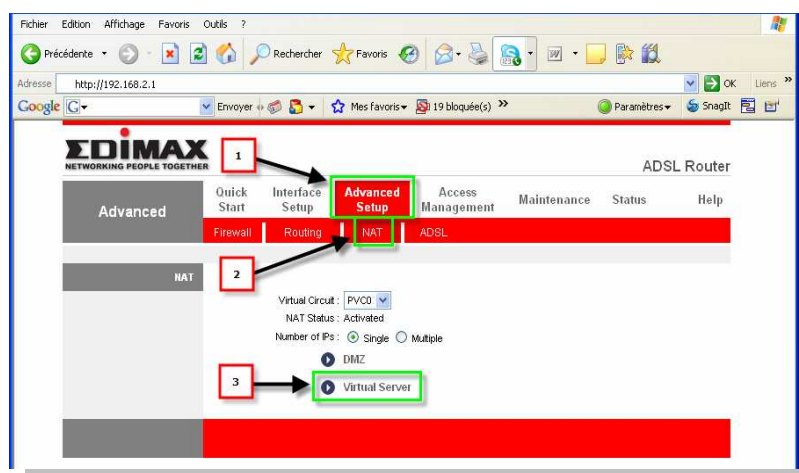 Fichier Edition Affichage Favoris Outils ?
Précédente Rechercher Favoris
Adresse http://192.168.2.1 OK Liens »
Google G Envoyer Mes favoris 19 bloquée(s) » Paramètres SnagIt
EDIMAX
NETWORKING PEOPLE TOGETHER
ADSL Router
1
Advanced
Quick Start
Interface Setup
Advanced Setup
Access Management
Maintenance
Status
Help
Firewall Routing NAT ADSL
NAT
2
Virtual Circuit : PVC0
NAT Status : Activated
Number of IPs : Single Multiple
DMZ
3
Virtual Server